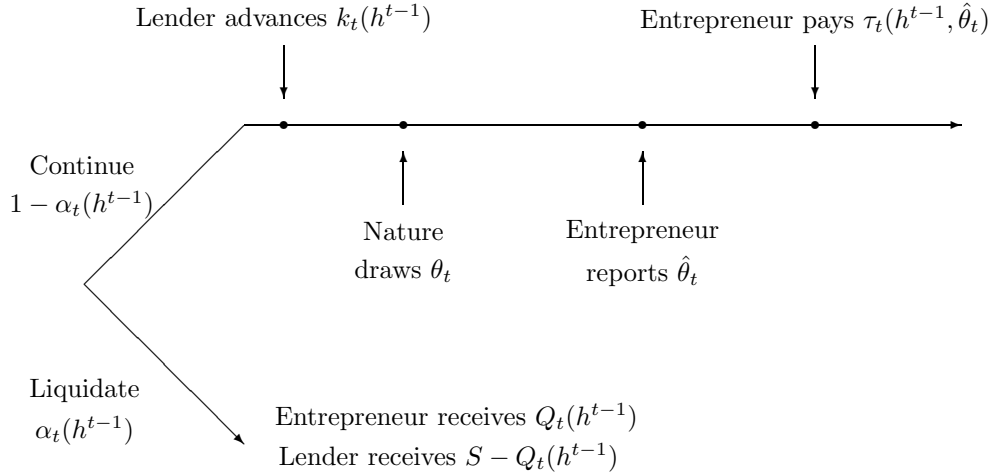 Lender advances $k_t(h^{t-1})$
Entrepreneur pays $\tau_t(h^{t-1}, \hat{\theta}_t)$
Continue
$1 - \alpha_t(h^{t-1})$
Nature
draws $\theta_t$
Entrepreneur
reports $\hat{\theta}_t$
Liquidate
$\alpha_t(h^{t-1})$
Entrepreneur receives $Q_t(h^{t-1})$
Lender receives $S - Q_t(h^{t-1})$